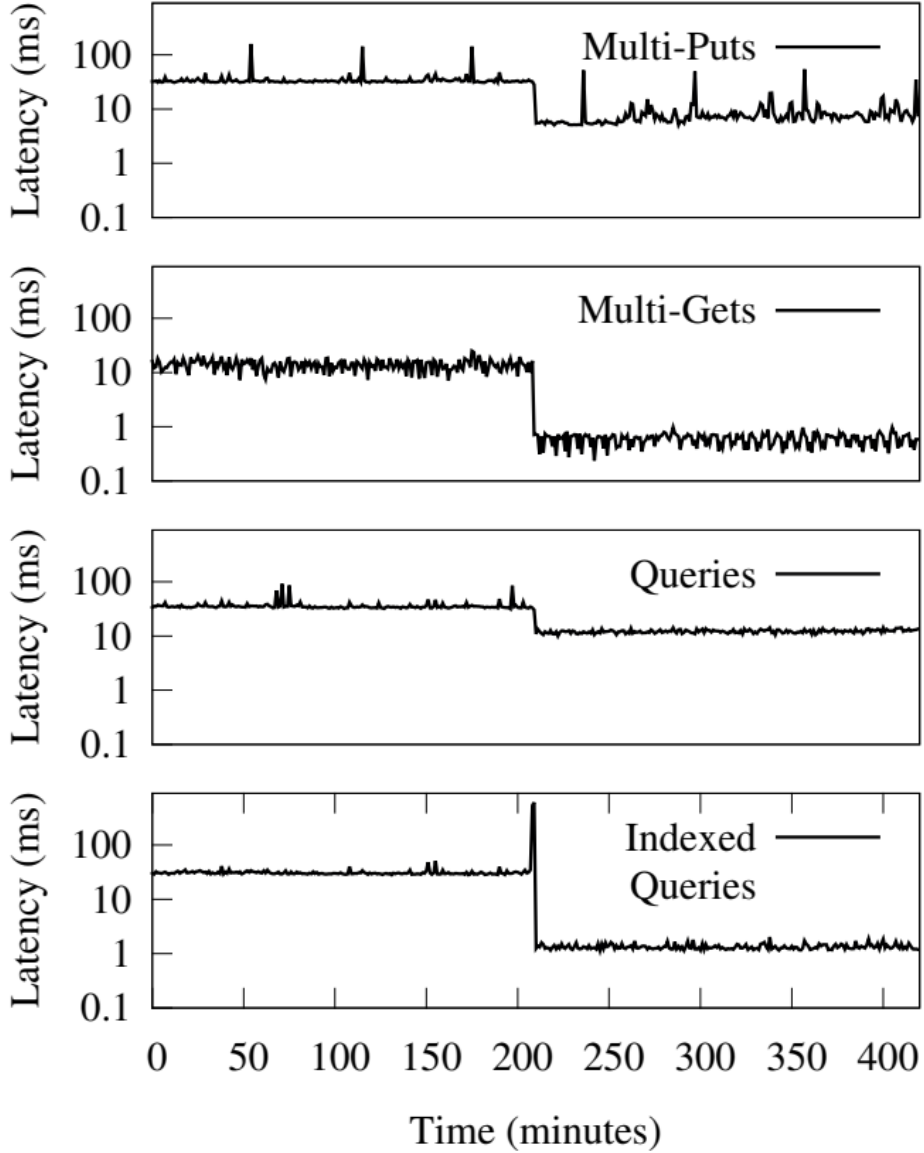 Latency (ms)
100
10
1
0.1
Multi-Puts
Latency (ms)
100
10
1
0.1
Multi-Gets
Latency (ms)
100
10
1
0.1
Queries
Latency (ms)
100
10
1
0.1
Indexed
Queries
0 50 100 150 200 250 300 350 400
Time (minutes)